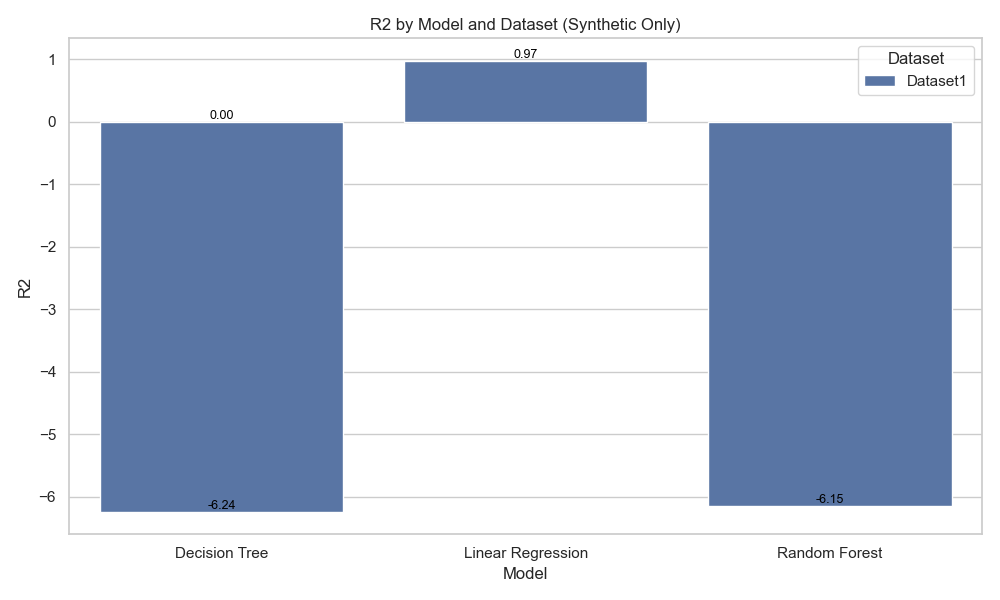 R2 by Model and Dataset (Synthetic Only)
Dataset
Dataset1
R2
1
0
−1
−2
−3
−4
−5
−6
0.00
0.97
-6.24
-6.15
Decision Tree
Linear Regression
Random Forest
Model